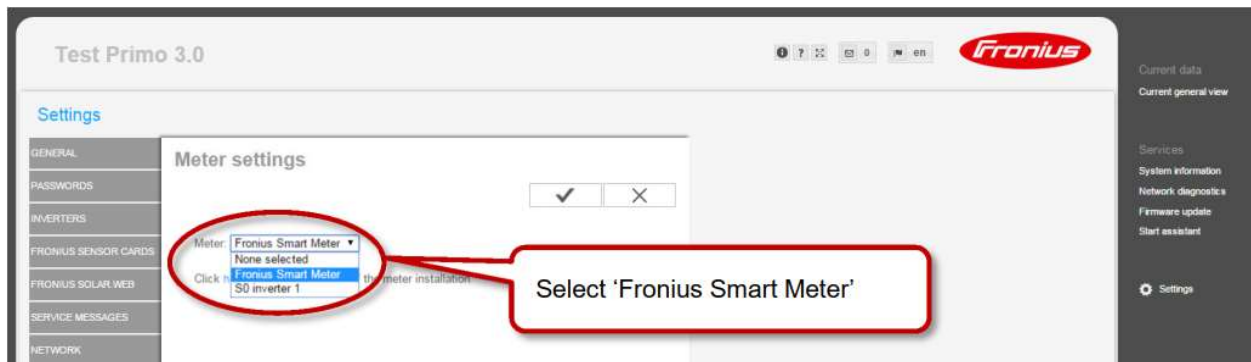 Test Primo 3.0
? 0 en
Fronius
Current data
Current general view
Settings
GENERAL
PASSWORDS
INVERTERS
FRONIUS SENSOR CARDS
FRONIUS SOLAR WEB
SERVICE MESSAGES
NETWORK
Meter settings
Meter: Fronius Smart Meter
None selected
Fronius Smart Meter
S0 inverter 1
Click the meter installation
Select ‘Fronius Smart Meter’
Services
System information
Network diagnostics
Firmware update
Start assistant
Settings